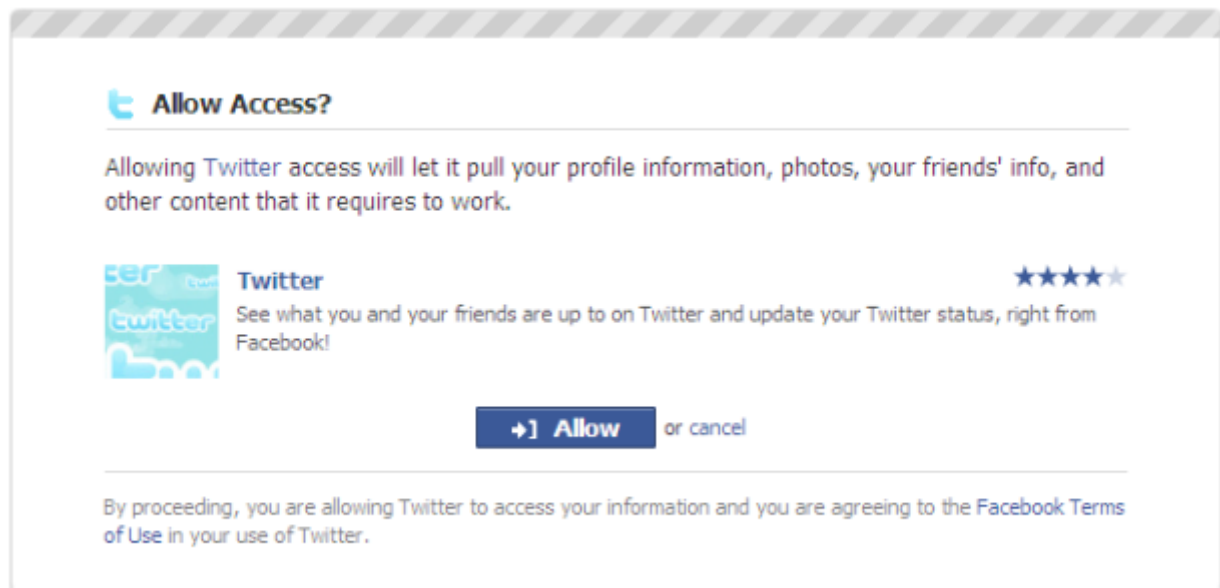 Allow Access?
Allowing Twitter access will let it pull your profile information, photos, your friends' info, and
other content that it requires to work.
twitter
Twitter
See what you and your friends are up to on Twitter and update your Twitter status, right from
Facebook!
Allow or cancel
By proceeding, you are allowing Twitter to access your information and you are agreeing to the Facebook Terms
of Use in your use of Twitter.